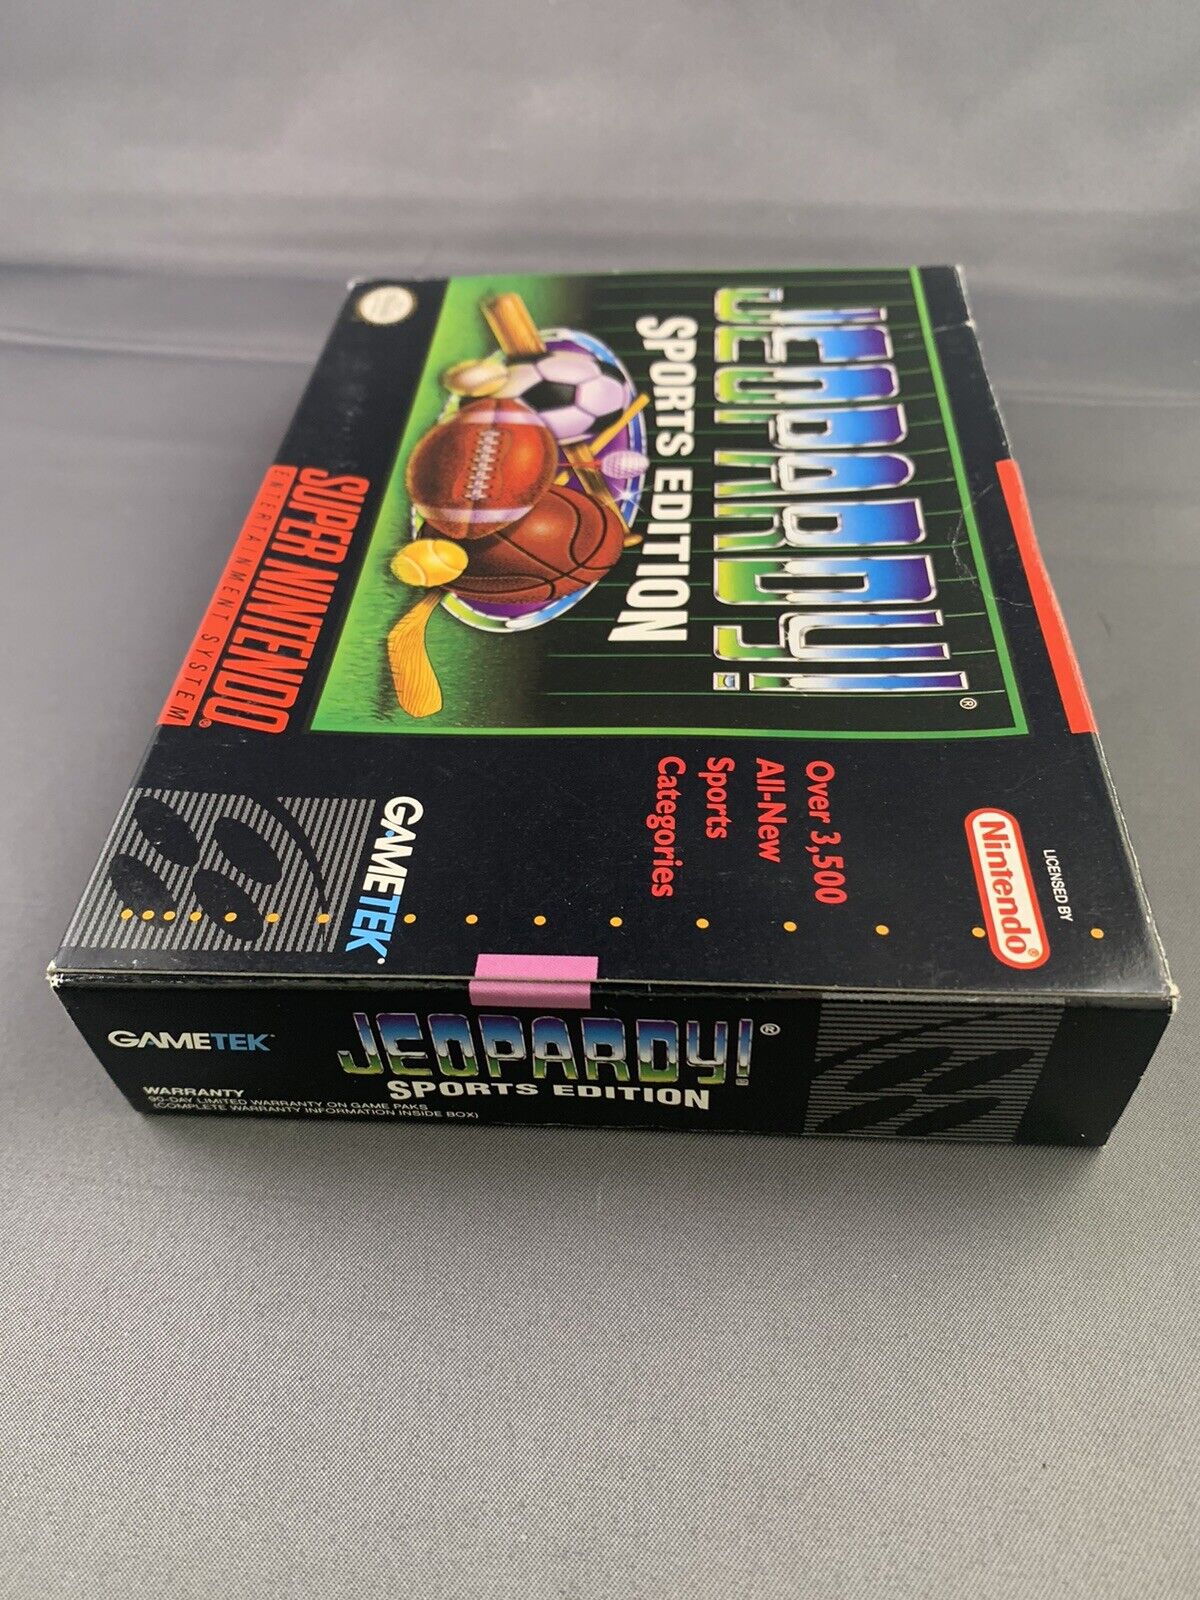 JEOPARDY!®
SPORTS EDITION
SUPER NINTENDO®
ENTERTAINMENT SYSTEM
Over 3,500
All-New
Sports
Categories
LICENSED BY
Nintendo®
GAMETEK
GAMETEK
JEOPARDY!®
SPORTS EDITION
WARRANTY
90-DAY LIMITED WARRANTY ON GAME PAKS
(COMPLETE WARRANTY INFORMATION INSIDE BOX)